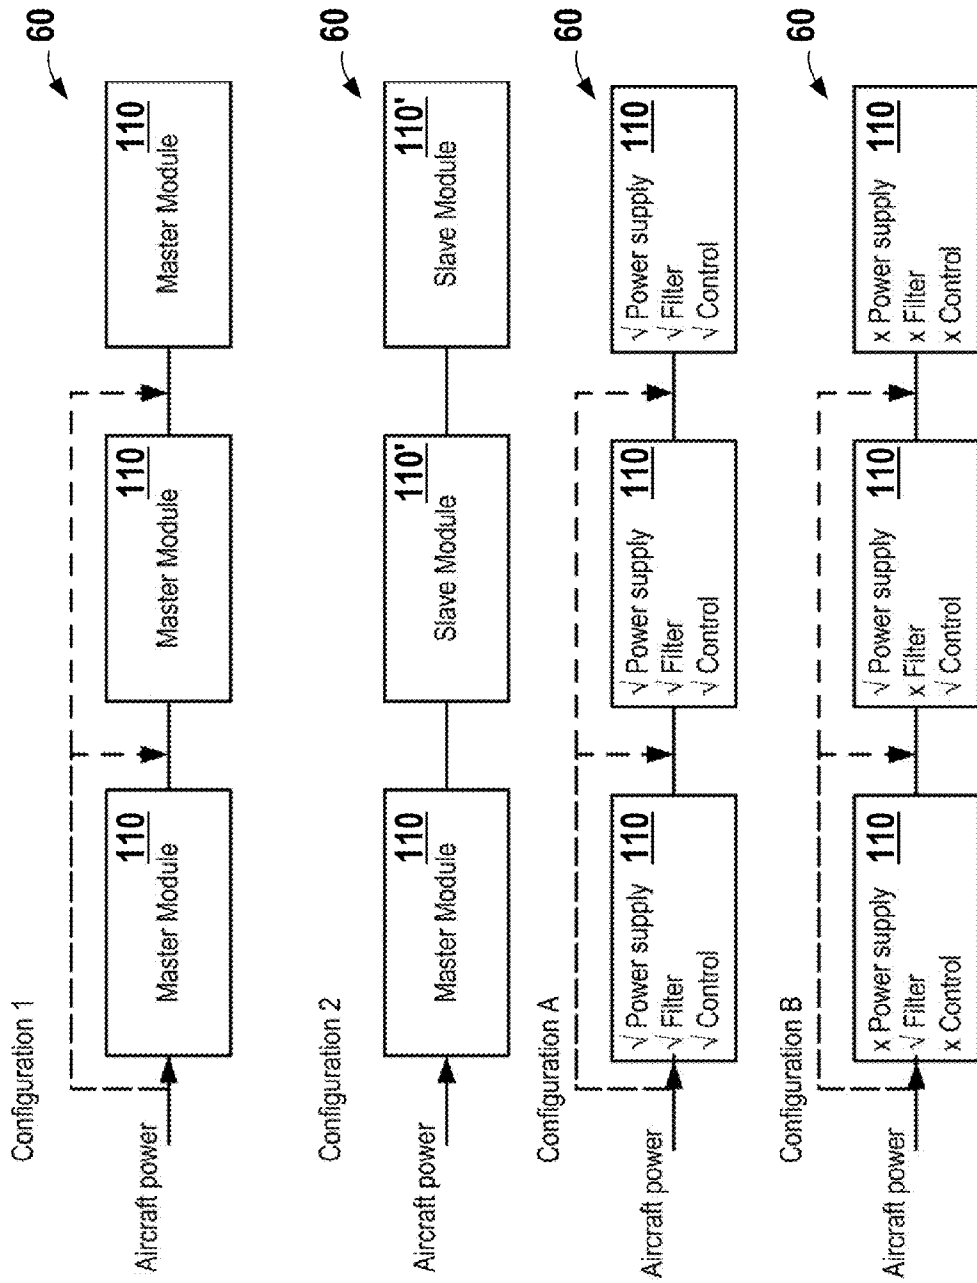 Configuration 1
60
Aircraft power
110
Master Module
110
Master Module
110
Master Module
Configuration 2
60
Aircraft power
110
Master Module
110'
Slave Module
110'
Slave Module
Configuration A
60
Aircraft power
√ Power supply
√ Filter
√ Control
110
√ Power supply
√ Filter
√ Control
110
√ Power supply
√ Filter
√ Control
110
Configuration B
60
Aircraft power
x Power supply
√ Filter
x Control
110
√ Power supply
x Filter
√ Control
110
x Power supply
x Filter
x Control
110